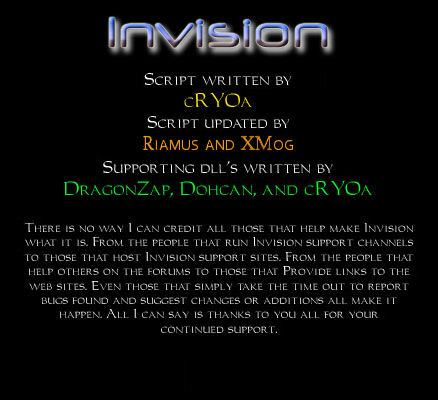 Invision
Script written by
cRYOa
Script updated by
Riamus and XMog
Supporting dll's written by
DragonZap, Dohcan, and cRYOa
There is no way I can credit all those that help make Invision
what it is. From the people that run Invision support channels
to those that host Invision support sites. From the people that
help others on the forums to those that Provide links to the
web sites. Even those that simply take the time out to report
bugs found and suggest changes or additions all make it
happen. All I can say is thanks to you all for your
continued support.